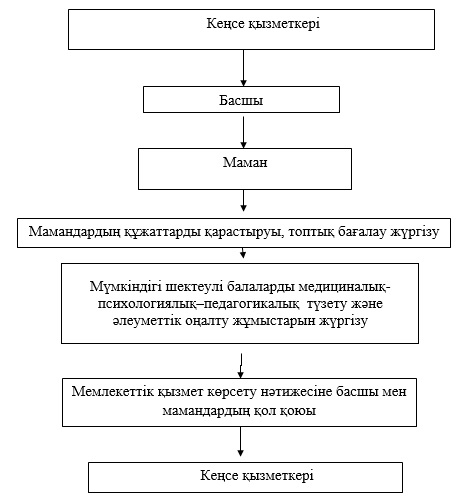 Кеңсе қызметкері
Басшы
Маман
Мамандардың құжаттарды қарастыруы, топтық бағалау жүргізу
Мүмкіндігі шектеулі балаларды медициналық-
психологиялық–педагогикалық түзету және
әлеуметтік оңалту жұмыстарын жүргізу
Мемлекеттік қызмет көрсету нәтижесіне басшы мен
мамандардың қол қоюы
Кеңсе қызметкері